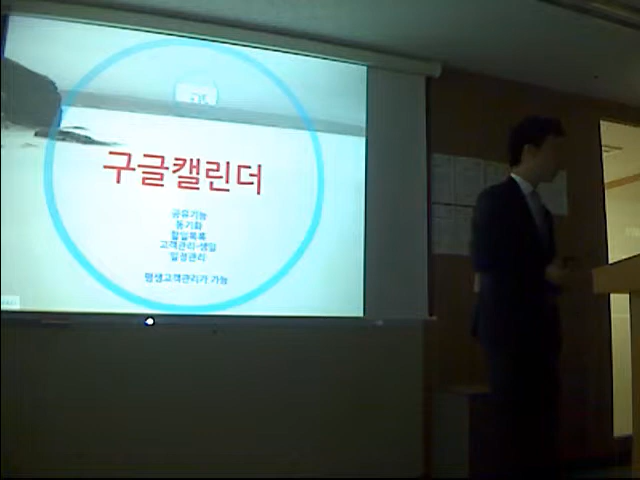 구글캘린더
공유기능
동기화
할일목록
고객관리-생일
일정관리
평생고객관리가 가능